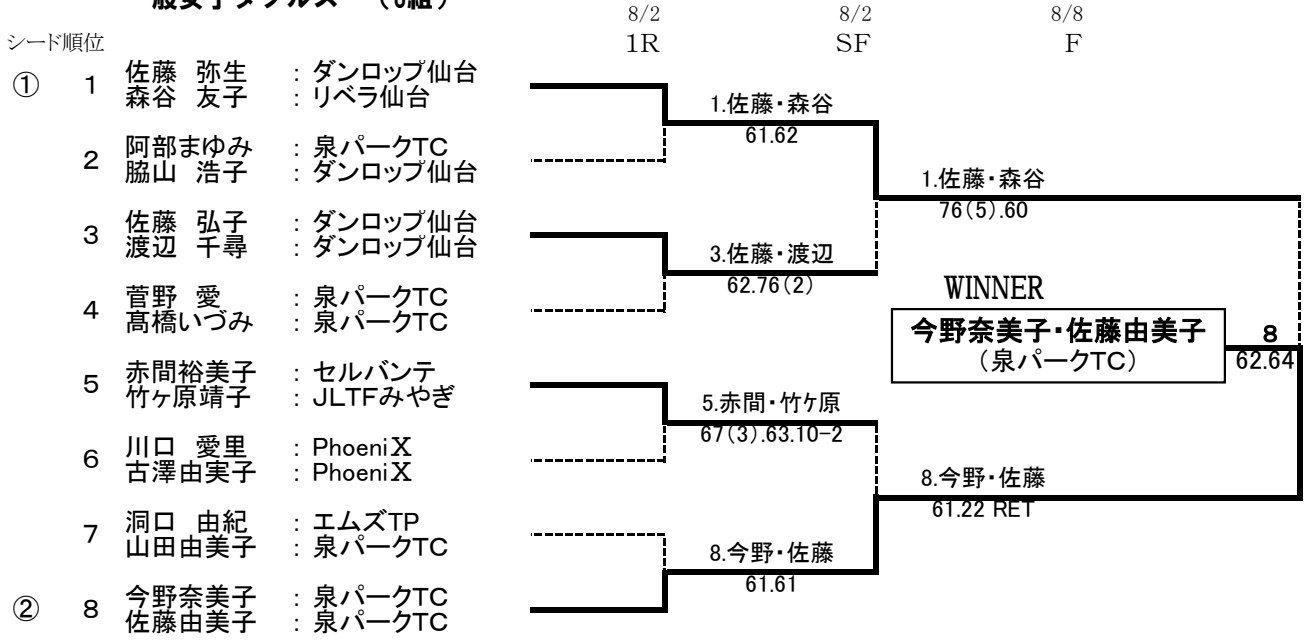 8/2 8/2 8/8
シード順位 1R SF F
① 1 佐藤 弥生 : ダンロップ仙台
森谷 友子 : リベラ仙台
1.佐藤・森谷
61.62
2 阿部まゆみ : 泉パークTC
脇山 浩子 : ダンロップ仙台
1.佐藤・森谷
76(5).60
3 佐藤 弘子 : ダンロップ仙台
渡辺 千尋 : ダンロップ仙台
3.佐藤・渡辺
62.76(2)
4 菅野 愛 : 泉パークTC
髙橋いづみ : 泉パークTC
WINNER
今野奈美子・佐藤由美子
(泉パークTC)
8
62.64
5 赤間裕美子 : セルバンテ
竹ヶ原靖子 : JLTFみやぎ
5.赤間・竹ケ原
67(3).63.10-2
6 川口 愛里 : PhoeniX
古澤由実子 : PhoeniX
8.今野・佐藤
61.22 RET
7 洞口 由紀 : エムズTP
山田由美子 : 泉パークTC
8.今野・佐藤
61.61
② 8 今野奈美子 : 泉パークTC
佐藤由美子 : 泉パークTC